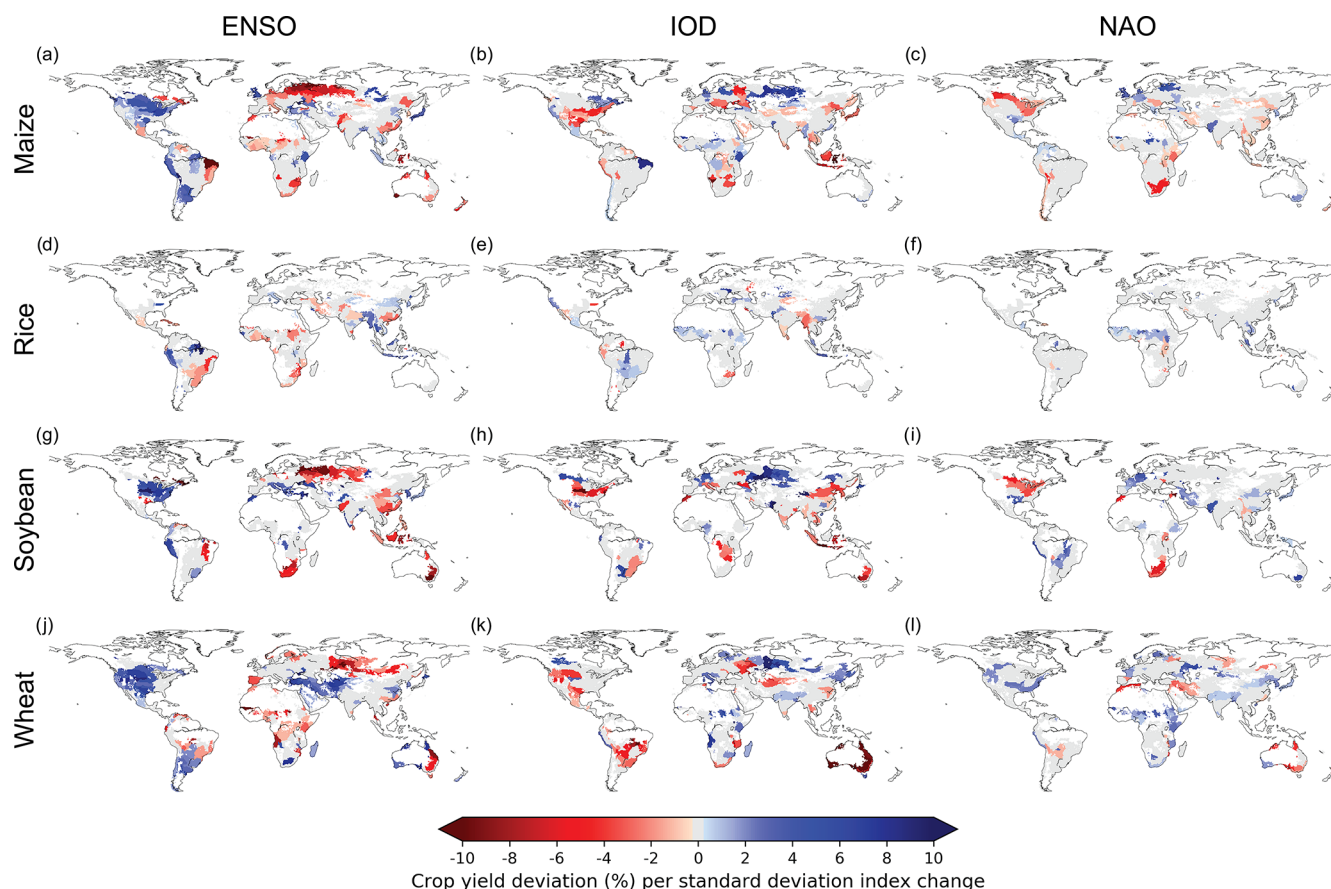 ENSO IOD NAO
(a) (b) (c)
Maize
(d) (e) (f)
Rice
(g) (h) (i)
Soybean
(j) (k) (l)
Wheat
-10 -8 -6 -4 -2 0 2 4 6 8 10
Crop yield deviation (%) per standard deviation index change